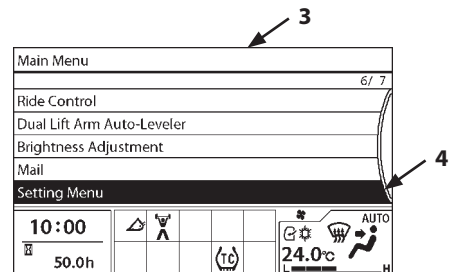 3
Main Menu
6/ 7
Ride Control
Dual Lift Arm Auto-Leveler
Brightness Adjustment
Mail
4
Setting Menu
10:00
AUTO
50.0h
(TC)
24.0℃
L H